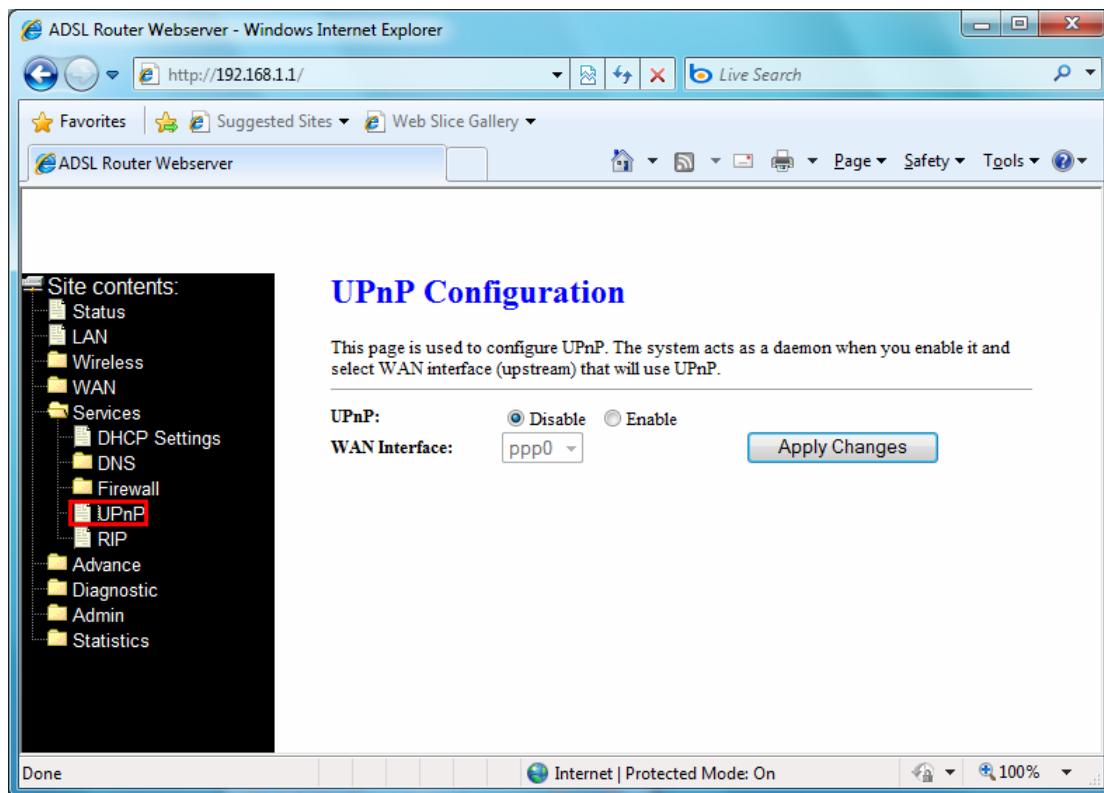 ADSL Router Webserver - Windows Internet Explorer
http://192.168.1.1/
Live Search
Favorites
Suggested Sites
Web Slice Gallery
ADSL Router Webserver
Page
Safety
Tools
Site contents:
Status
LAN
Wireless
WAN
Services
DHCP Settings
DNS
Firewall
UPnP
RIP
Advance
Diagnostic
Admin
Statistics
UPnP Configuration
This page is used to configure UPnP. The system acts as a daemon when you enable it and
select WAN interface (upstream) that will use UPnP.
UPnP: Disable Enable
WAN Interface: ppp0 Apply Changes
Done
Internet | Protected Mode: On
100%